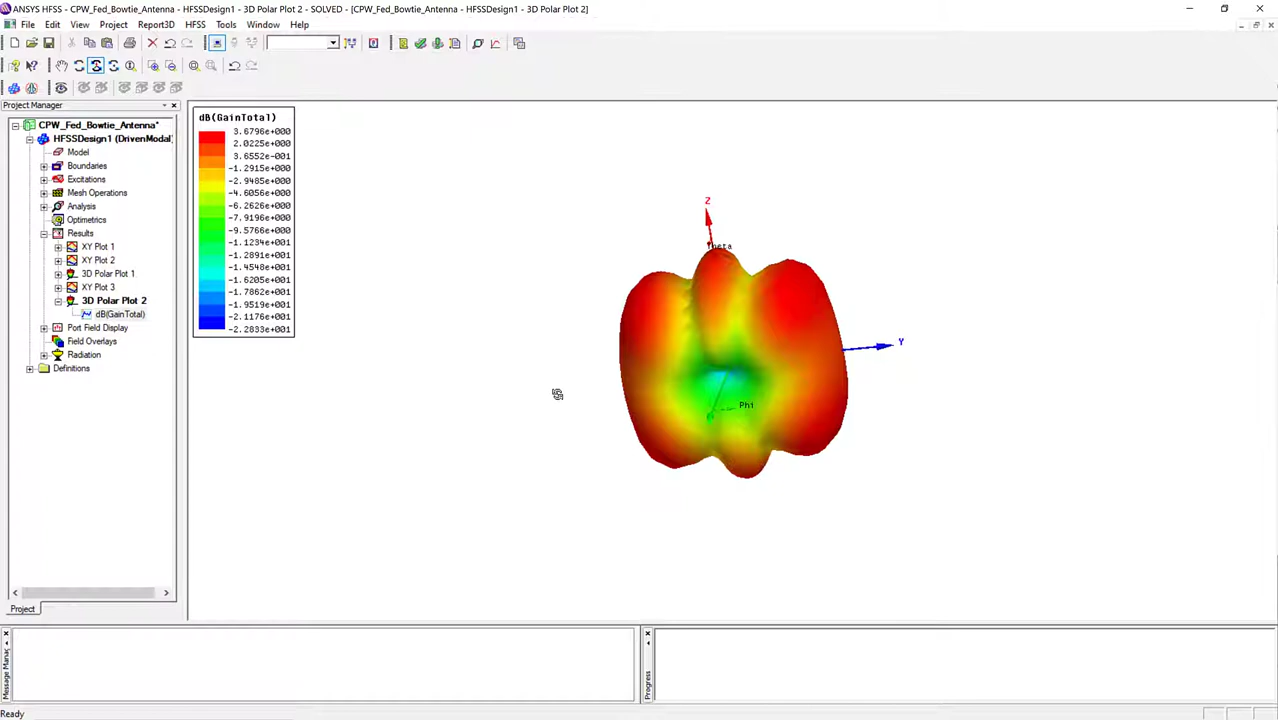 ANSYS HFSS - CPW_Fed_Bowtie_Antenna - HFSSDesign1 - 3D Polar Plot 2 - SOLVED - [CPW_Fed_Bowtie_Antenna - HFSSDesign1 - 3D Polar Plot 2]
File Edit View Project Report3D HFSS Tools Window Help
Project Manager
CPW_Fed_Bowtie_Antenna*
HFSSDesign1 (DrivenModal)
Model
Boundaries
Excitations
Mesh Operations
Analysis
Optimetrics
Results
XY Plot 1
XY Plot 2
3D Polar Plot 1
XY Plot 3
3D Polar Plot 2
dB(GainTotal)
Port Field Display
Field Overlays
Radiation
Definitions
Project
dB(GainTotal)
3.6796e+000
2.0225e+000
3.6552e-001
-1.2915e+000
-2.9485e+000
-4.6056e+000
-6.2626e+000
-7.9196e+000
-9.5766e+000
-1.1234e+001
-1.2891e+001
-1.4548e+001
-1.6205e+001
-1.7862e+001
-1.9519e+001
-2.1176e+001
-2.2833e+001
Z
Theta
Y
Phi
Message Mana
Progress
Ready